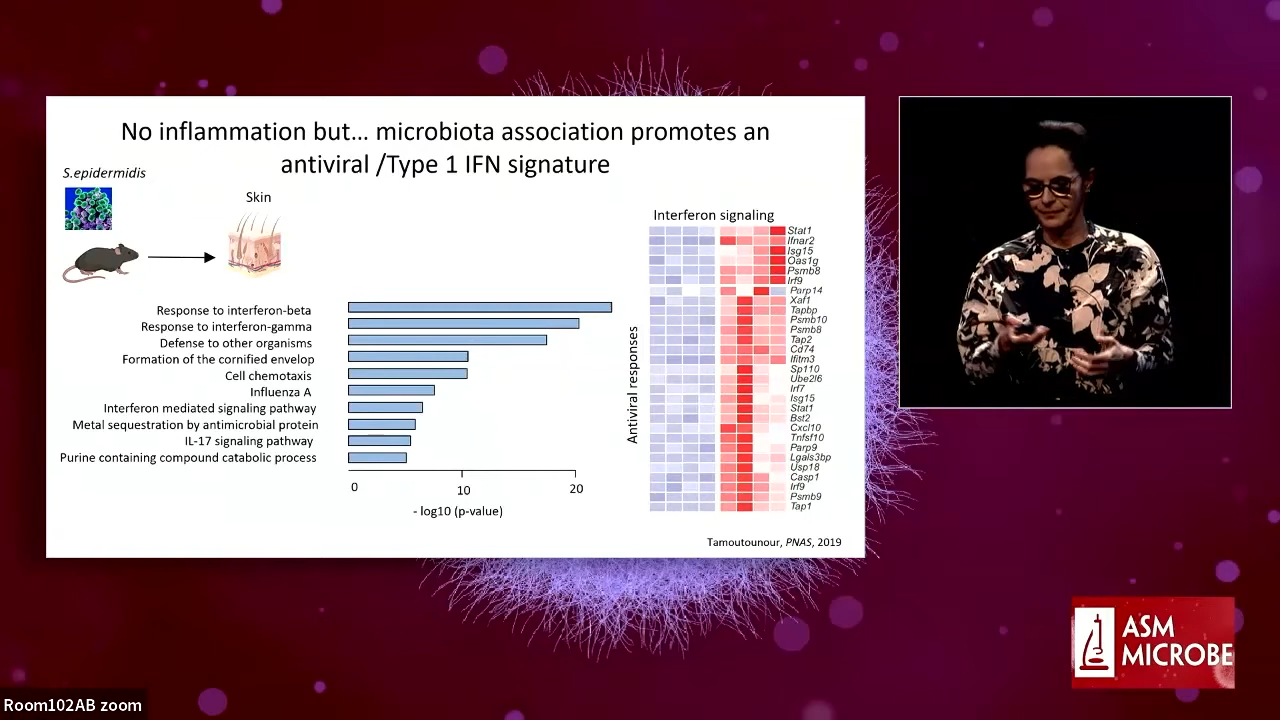 No inflammation but... microbiota association promotes an
antiviral /Type 1 IFN signature
S.epidermidis
Skin
Response to interferon-beta
Response to interferon-gamma
Defense to other organisms
Formation of the cornified envelop
Cell chemotaxis
Influenza A
Interferon mediated signaling pathway
Metal sequestration by antimicrobial protein
IL-17 signaling pathway
Purine containing compound catabolic process
0
10
20
- log10 (p-value)
Interferon signaling
Antiviral responses
Stat1
Ifnar2
Isg15
Oas1g
Psmb8
Irf9
Parp14
Xaf1
Tapbp
Psmb10
Psmb8
Tap2
Cd74
Ifitm3
Sp110
Ube2l6
Irf7
Isg15
Stat1
Bst2
Cxcl10
Tnfsf10
Parp9
Lgals3bp
Usp18
Casp1
Irf9
Psmb9
Tap1
Tamoutounour, PNAS, 2019
ASM
MICROBE
Room102AB zoom